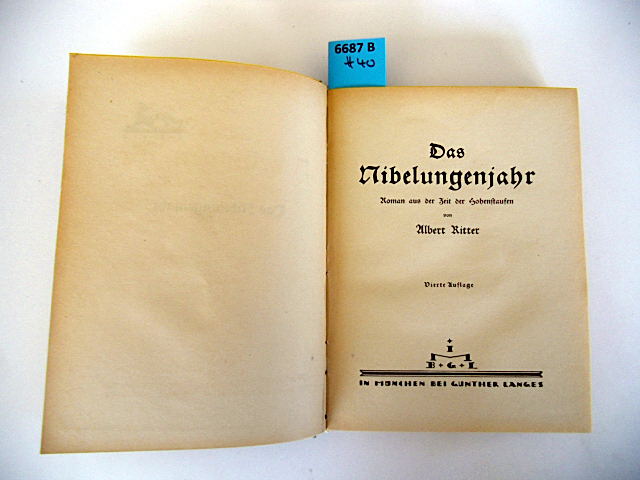 6687 B
#40
Das
Nibelungenjahr
Roman aus der Zeit der Hohenstaufen
von
Albert Ritter
Vierte Auflage
+
I
M
B + G + L
IN MÜNCHEN BEI GUNTHER LANGES